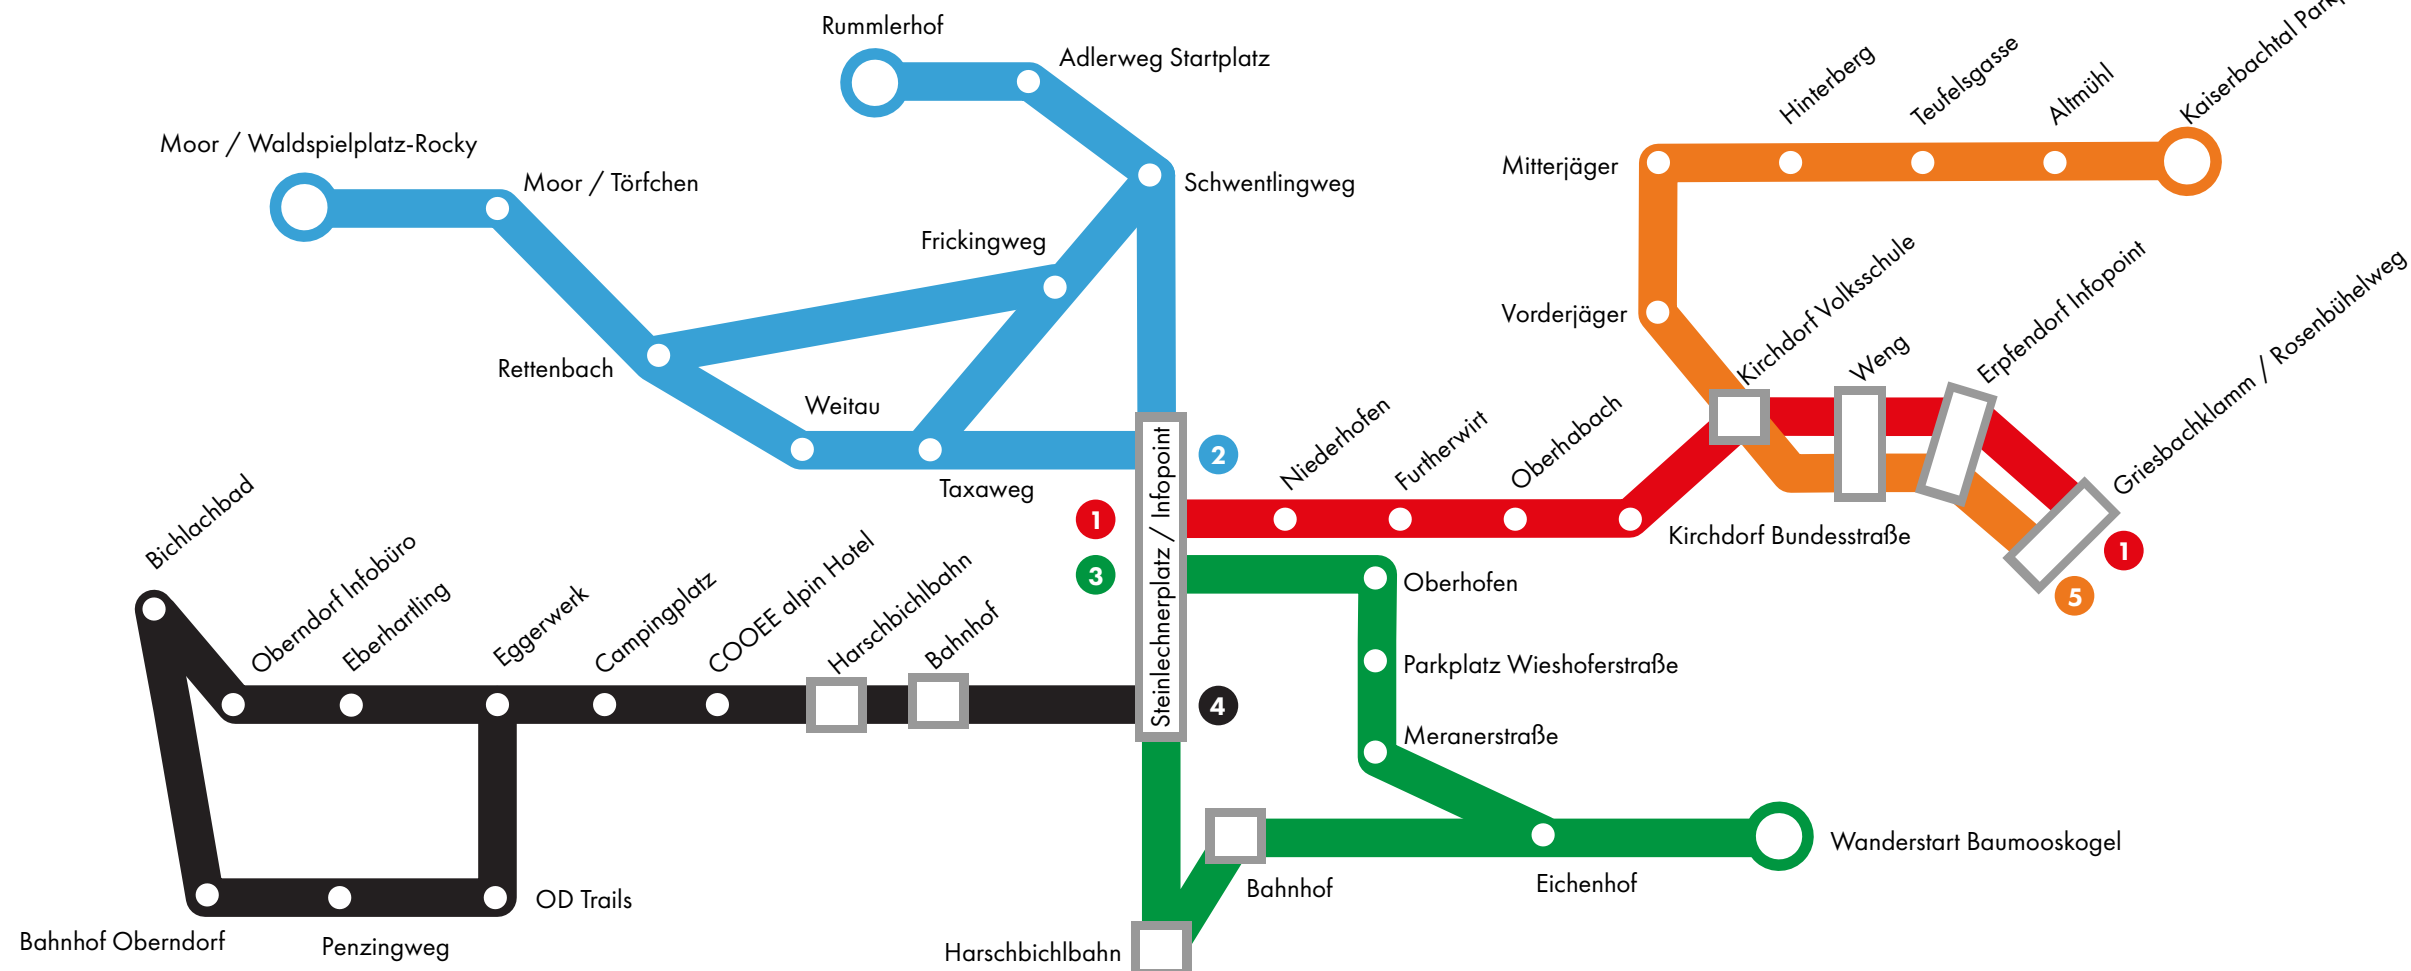 Rummlerhof
Adlerweg Startplatz
Moor / Waldspielplatz-Rocky
Moor / Törfchen
Schwentlingweg
Frickingweg
Rettenbach
Weitau
Taxaweg
Steinlechnerplatz / Infopoint
2
1
3
4
Mitterjäger
Hinterberg
Teufelsgasse
Altmühl
Kaiserbachtal
Vorderjäger
Kirchdorf Volksschule
Weng
Erpfendorf Infopoint
Griesbachklamm / Rosenbühelweg
Niederhofen
Furtherwirt
Oberhabach
Kirchdorf Bundesstraße
1
5
Bichlachbad
Oberndorf Infobüro
Eberhartling
Eggerwerk
Campingplatz
COOEE alpin Hotel
Harschbichlbahn
Bahnhof
Oberhofen
Parkplatz Wieshoferstraße
Meranerstraße
Wanderstart Baumooskogel
Bahnhof
Eichenhof
OD Trails
Bahnhof Oberndorf
Penzingweg
Harschbichlbahn